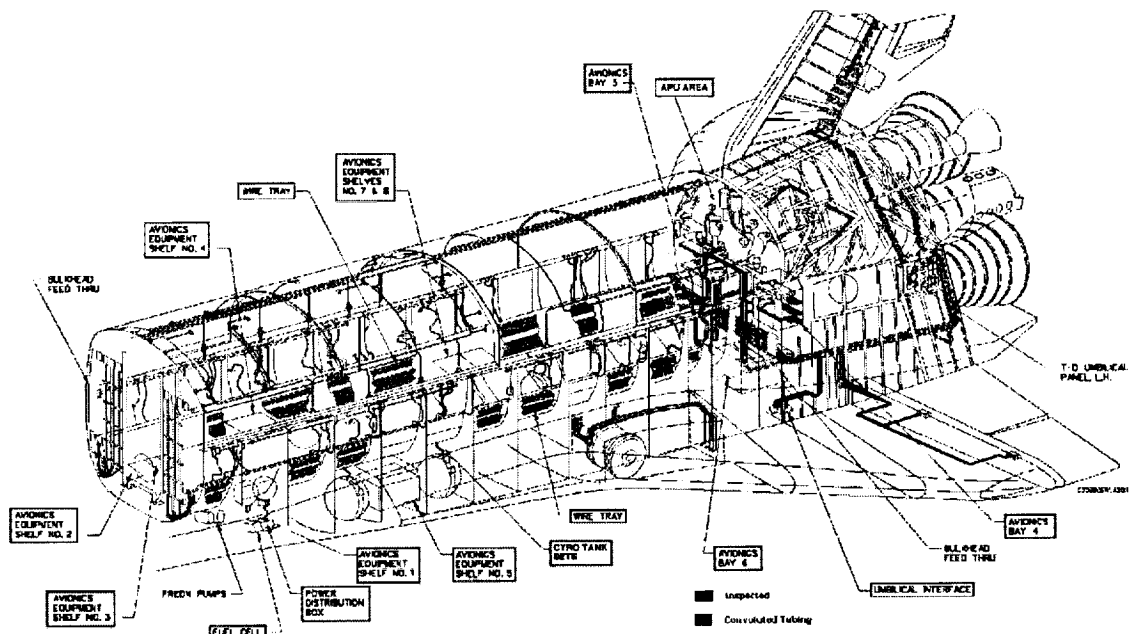 AVIONICS
BAY 5
APU AREA
AVIONICS
EQUIPMENT
SHELVES
NO. 7 & 8
WIRE TRAY
AVIONICS
EQUIPMENT
SHELF NO. 4
BULKHEAD
FEED THRU
T-0 UMBILICAL
PANEL, L.H.
AVIONICS
EQUIPMENT
SHELF NO. 2
AVIONICS
EQUIPMENT
SHELF NO. 3
FREON PUMPS
FUEL CELL
POWER
DISTRIBUTION
BOX
AVIONICS
EQUIPMENT
SHELF NO. 1
AVIONICS
EQUIPMENT
SHELF NO. 5
CYRO TANK
SETS
WIRE TRAY
AVIONICS
BAY 6
UMBILICAL INTERFACE
BULKHEAD
FEED THRU
AVIONICS
BAY 4
Inspected
Convoluted Tubing